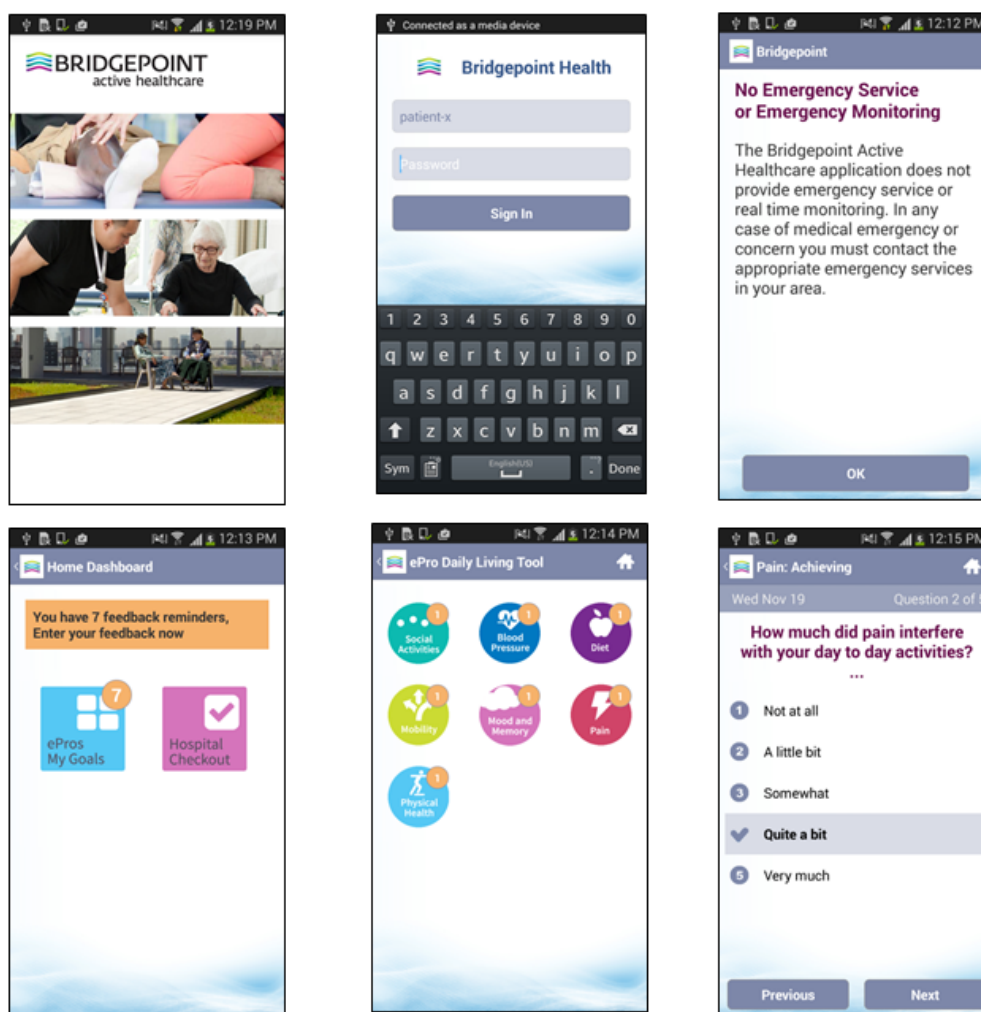 12:19 PM
BRIDGEPOINT
active healthcare
Connected as a media device
Bridgepoint Health
patient-x
Password
Sign In
1 2 3 4 5 6 7 8 9 0
q w e r t y u i o p
a s d f g h j k l
z x c v b n m
Sym English(US) . Done
12:12 PM
Bridgepoint
No Emergency Service
or Emergency Monitoring
The Bridgepoint Active
Healthcare application does not
provide emergency service or
real time monitoring. In any
case of medical emergency or
concern you must contact the
appropriate emergency services
in your area.
OK
12:13 PM
Home Dashboard
You have 7 feedback reminders,
Enter your feedback now
7
ePros
My Goals
Hospital
Checkout
12:14 PM
ePro Daily Living Tool
1 1 1
Social
Activities
Blood
Pressure
Diet
1 1 1
Mobility
Mood and
Memory
Pain
1
Physical
Health
12:15 PM
Pain: Achieving
Wed Nov 19 Question 2 of 5
How much did pain interfere
with your day to day activities?
...
1 Not at all
2 A little bit
3 Somewhat
Quite a bit
5 Very much
Previous Next